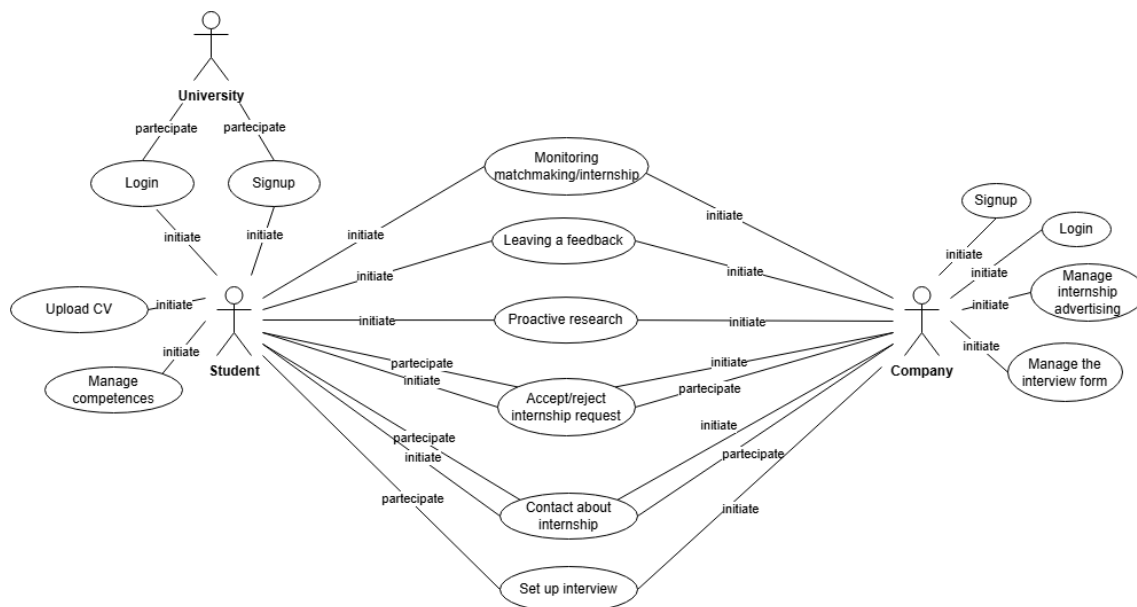 University
partecipate
partecipate
Login
Signup
Monitoring
matchmaking/internship
Signup
initiate
initiate
initiate
initiate
Leaving a feedback
Login
initiate
initiate
initiate
initiate
Upload CV
initiate
Manage
internship
advertising
initiate
Proactive research
initiate
initiate
initiate
initiate
Student
Company
Manage the
interview form
Manage
competences
partecipate
initiate
initiate
partecipate
Accept/reject
internship request
partecipate
initiate
initiate
partecipate
partecipate
initiate
Contact about
internship
Set up interview